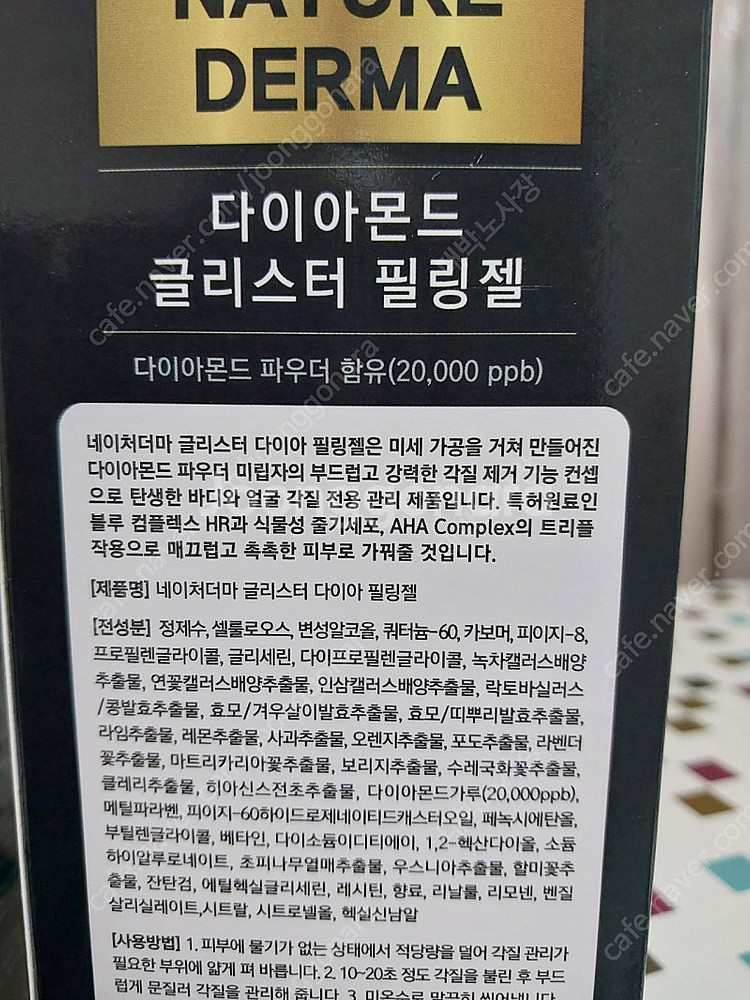 NATURE
DERMA
다이아몬드
글리스터 필링젤
다이아몬드 파우더 함유(20,000 ppb)
네이처더마 글리스터 다이아 필링젤은 미세 가공을 거쳐 만들어진
다이아몬드 파우더 미립자의 부드럽고 강력한 각질 제거 기능 컨셉
으로 탄생한 바디와 얼굴 각질 전용 관리 제품입니다. 특허원료인
블루 컴플렉스 HR과 식물성 줄기세포, AHA Complex의 트리플
작용으로 매끄럽고 촉촉한 피부로 가꿔줄 것입니다.
[제품명] 네이처더마 글리스터 다이아 필링젤
[전성분] 정제수, 셀룰로오스, 변성알코올, 쿼터늄-60, 카보머, 피이지-8,
프로필렌글라이콜, 글리세린, 다이프로필렌글라이콜, 녹차캘러스배양
추출물, 연꽃캘러스배양추출물, 인삼캘러스배양추출물, 락토바실러스
/콩발효추출물, 효모/겨우살이발효추출물, 효모/띠뿌리발효추출물,
라임추출물, 레몬추출물, 사과추출물, 오렌지추출물, 포도추출물, 라벤더
꽃추출물, 마트리카리아꽃추출물, 보리지추출물, 수레국화꽃추출물,
클레리추출물, 히아신스전초추출물, 다이아몬드가루(20,000ppb),
메틸파라벤, 피이지-60하이드로제네이티드캐스터오일, 페녹시에탄올,
부틸렌글라이콜, 베타인, 다이소듐이디티에이, 1,2-헥산다이올, 소듐
하이알루로네이트, 초피나무열매추출물, 우스니아추출물, 할미꽃추
출물, 잔탄검, 에틸헥실글리세린, 레시틴, 향료, 리날룰, 리모넨, 벤질
살리실레이트,시트랄, 시트로넬올, 헥실신남알
[사용방법] 1. 피부에 물기가 없는 상태에서 적당량을 덜어 각질 관리가
필요한 부위에 얇게 펴 바릅니다. 2. 10~20초 정도 각질을 불린 후 부드
럽게 문질러 각질을 관리해 줍니다. 3. 미온수로 말끔히 씻어냅니다.
cafe.naver.com/joonggonara